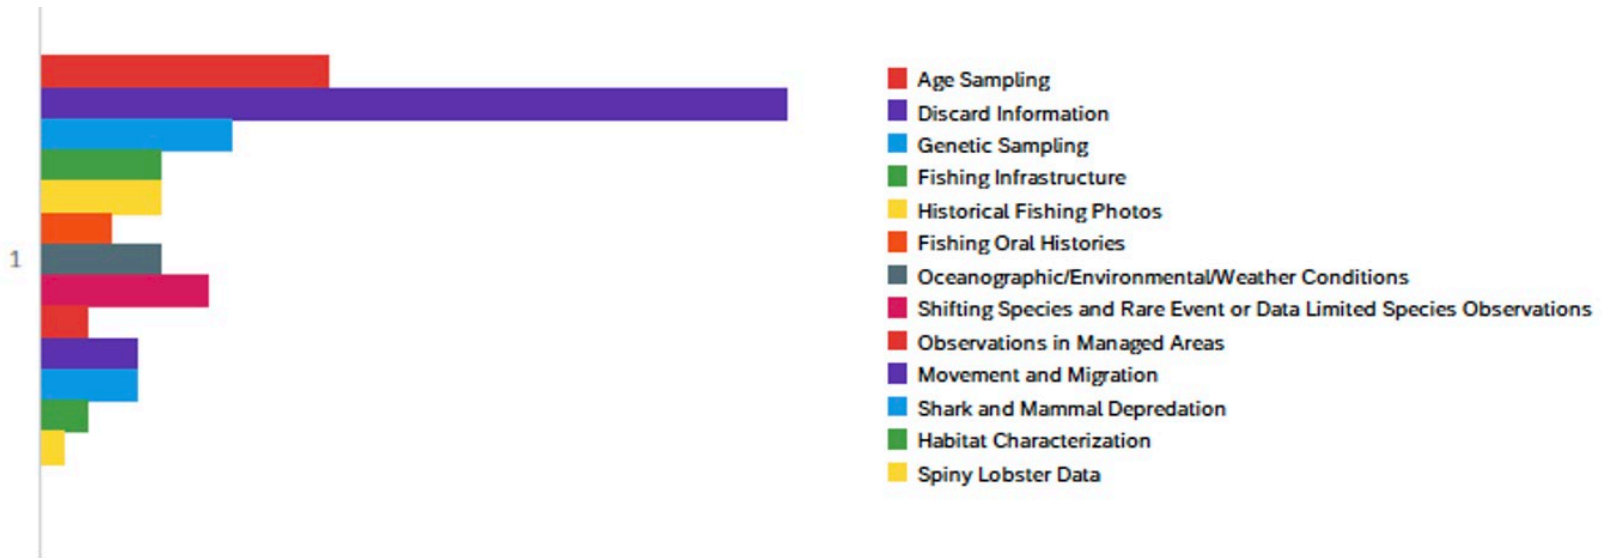 1
Age Sampling
Discard Information
Genetic Sampling
Fishing Infrastructure
Historical Fishing Photos
Fishing Oral Histories
Oceanographic/Environmental/Weather Conditions
Shifting Species and Rare Event or Data Limited Species Observations
Observations in Managed Areas
Movement and Migration
Shark and Mammal Depredation
Habitat Characterization
Spiny Lobster Data